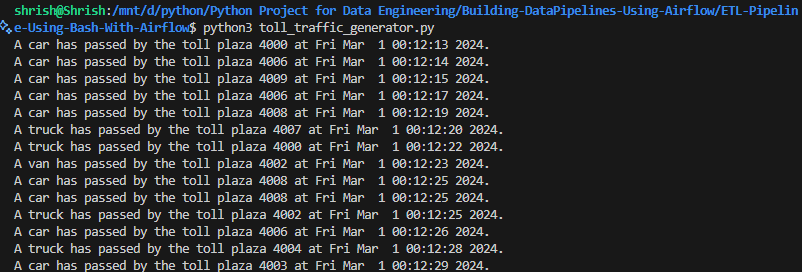 shrish@Shrish:/mnt/d/python/Python Project for Data Engineering/Building-DataPipelines-Using-Airflow/ETL-Pipelin
e-Using-Bash-With-Airflow$ python3 toll_traffic_generator.py
A car has passed by the toll plaza 4000 at Fri Mar  1 00:12:13 2024.
A car has passed by the toll plaza 4006 at Fri Mar  1 00:12:14 2024.
A car has passed by the toll plaza 4009 at Fri Mar  1 00:12:15 2024.
A car has passed by the toll plaza 4006 at Fri Mar  1 00:12:17 2024.
A car has passed by the toll plaza 4008 at Fri Mar  1 00:12:19 2024.
A truck has passed by the toll plaza 4007 at Fri Mar  1 00:12:20 2024.
A truck has passed by the toll plaza 4000 at Fri Mar  1 00:12:22 2024.
A van has passed by the toll plaza 4002 at Fri Mar  1 00:12:23 2024.
A car has passed by the toll plaza 4008 at Fri Mar  1 00:12:25 2024.
A car has passed by the toll plaza 4008 at Fri Mar  1 00:12:25 2024.
A truck has passed by the toll plaza 4002 at Fri Mar  1 00:12:25 2024.
A car has passed by the toll plaza 4006 at Fri Mar  1 00:12:26 2024.
A truck has passed by the toll plaza 4004 at Fri Mar  1 00:12:28 2024.
A car has passed by the toll plaza 4003 at Fri Mar  1 00:12:29 2024.